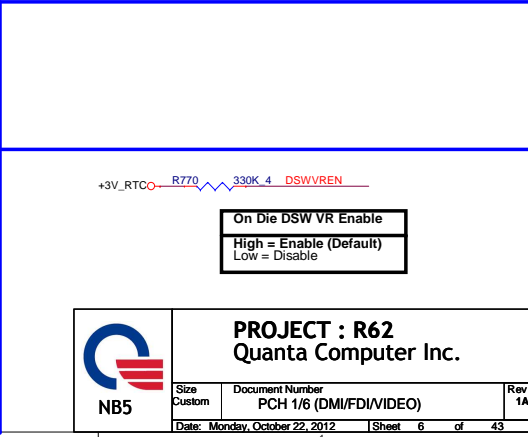 +3V_RTC R770 330K_4 DSWVREN
On Die DSW VR Enable
High = Enable (Default)
Low = Disable
PROJECT : R62
Quanta Computer Inc.
NB5
Size Document Number Rev
Custom PCH 1/6 (DMI/FDI/VIDEO) 1A
Date: Monday, October 22, 2012 Sheet 6 of 43